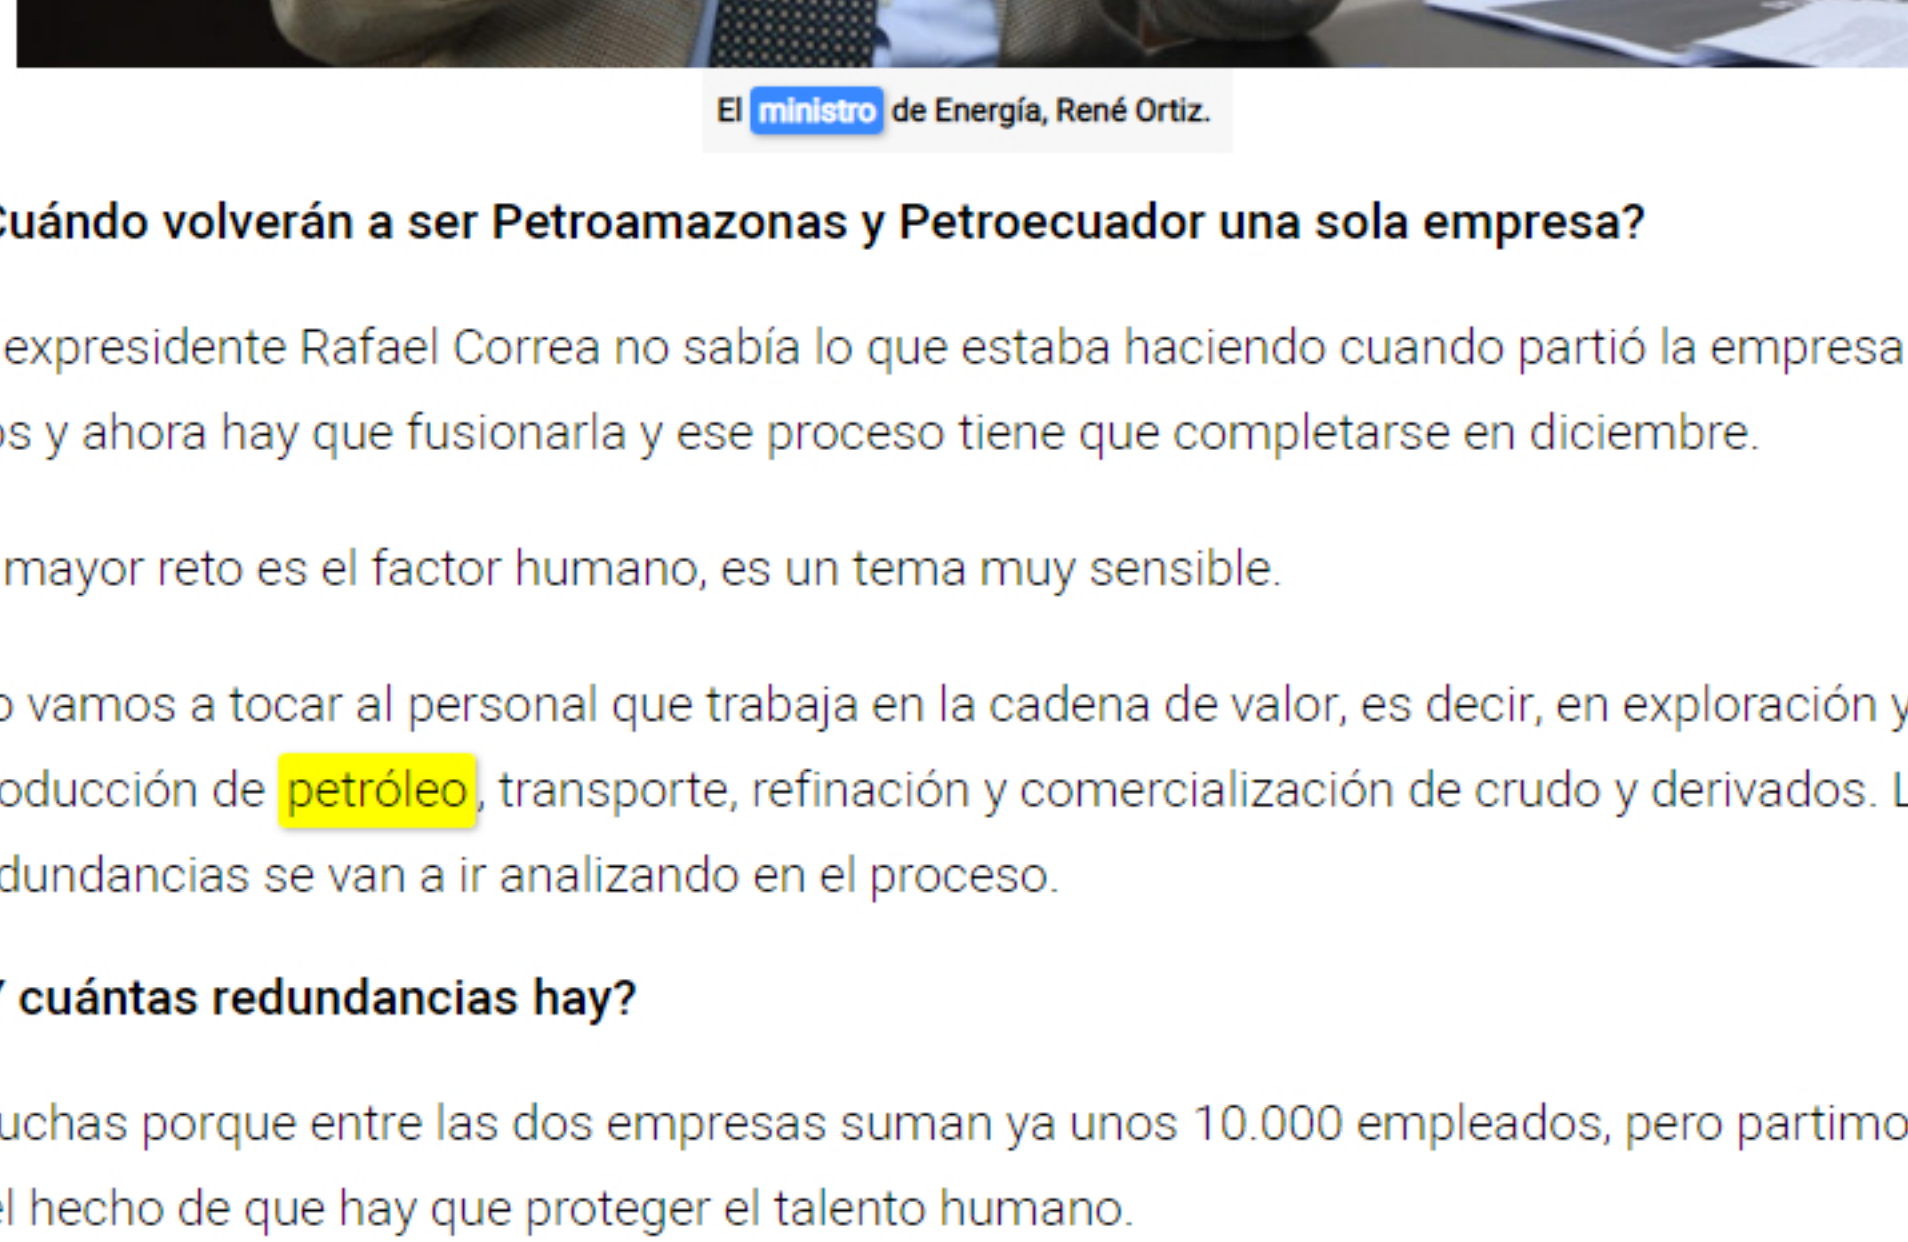 El ministro de Energía, René Ortiz.
Cuándo volverán a ser Petroamazonas y Petroecuador una sola empresa?
expresidente Rafael Correa no sabía lo que estaba haciendo cuando partió la empresa
os y ahora hay que fusionarla y ese proceso tiene que completarse en diciembre.
mayor reto es el factor humano, es un tema muy sensible.
o vamos a tocar al personal que trabaja en la cadena de valor, es decir, en exploración y
oducción de petróleo, transporte, refinación y comercialización de crudo y derivados. L
dundancias se van a ir analizando en el proceso.
Y cuántas redundancias hay?
uchas porque entre las dos empresas suman ya unos 10.000 empleados, pero partimo
el hecho de que hay que proteger el talento humano.